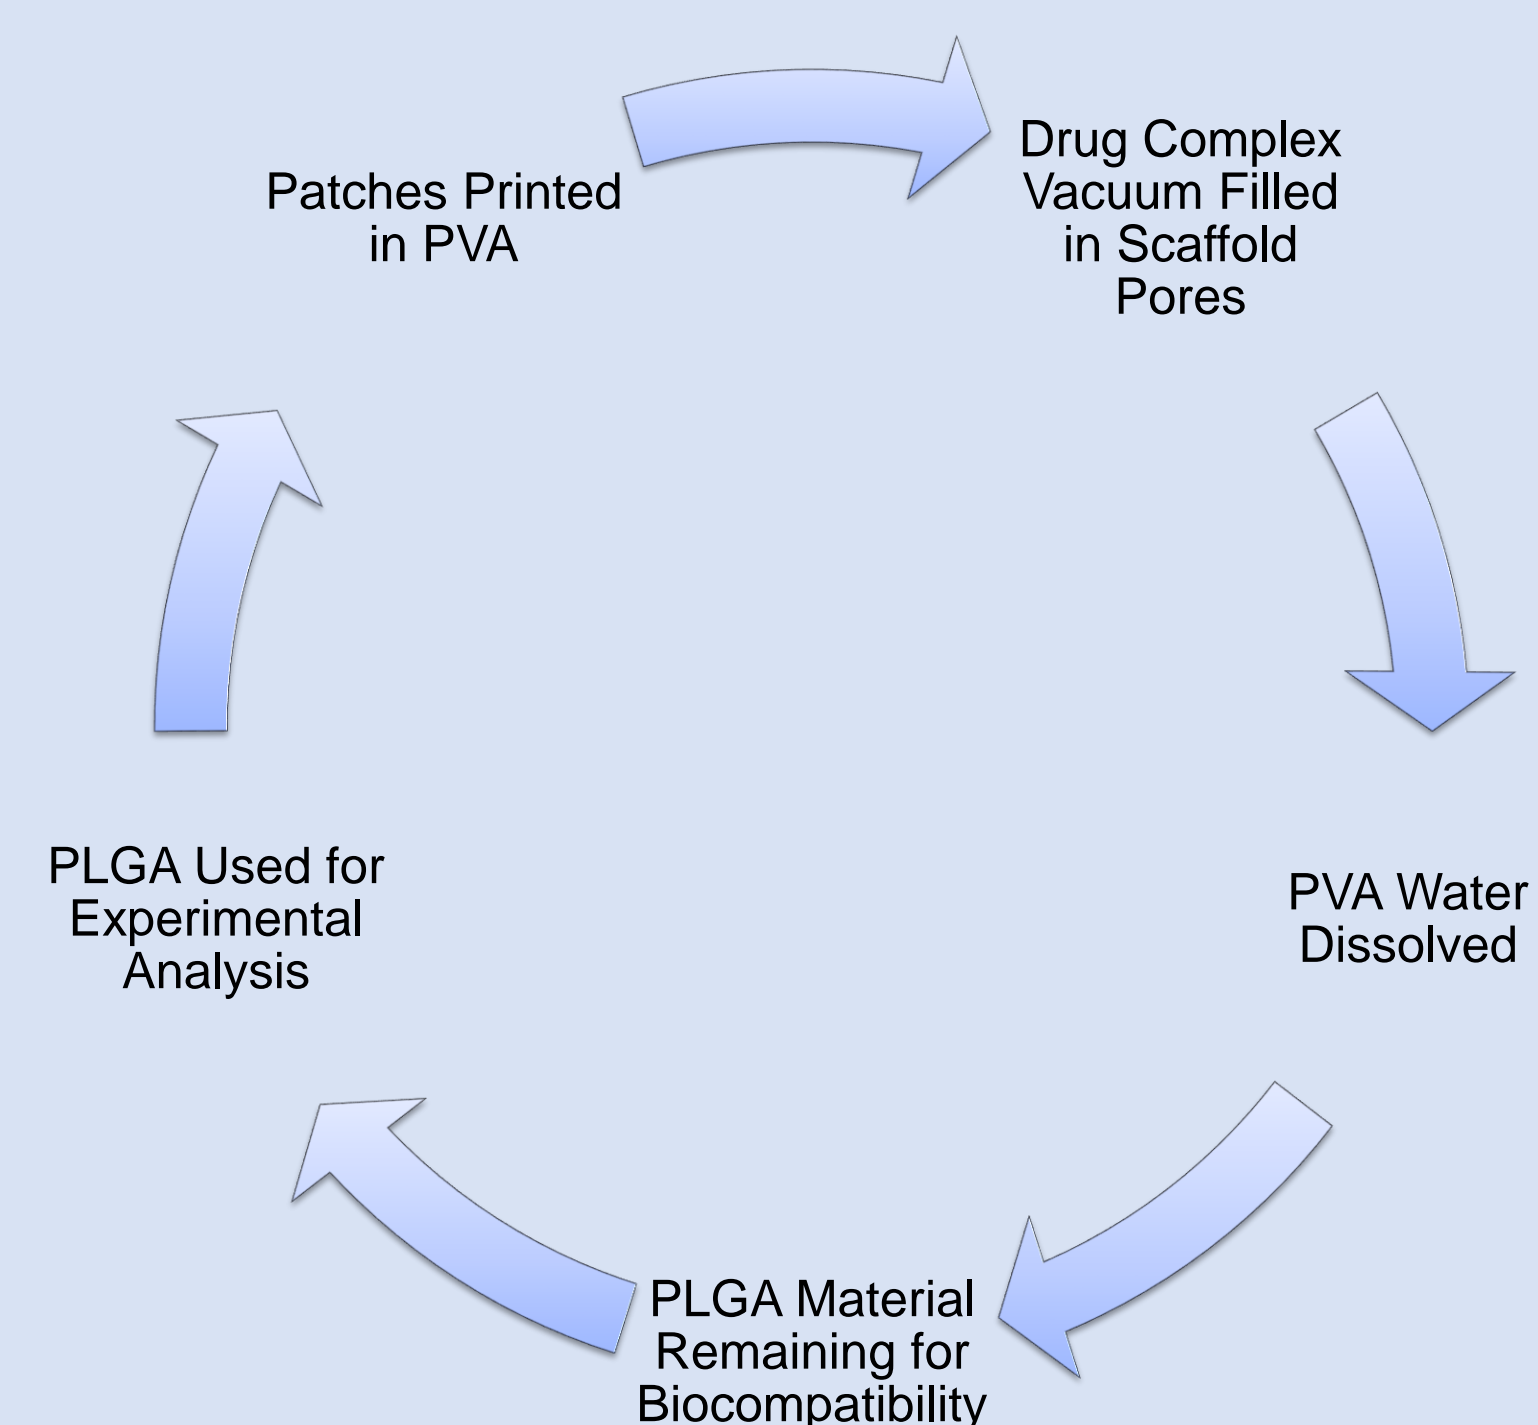 Patches Printed
in PVA
Drug Complex
Vacuum Filled
in Scaffold
Pores
PVA Water
Dissolved
PLGA Material
Remaining for
Biocompatibility
PLGA Used for
Experimental
Analysis